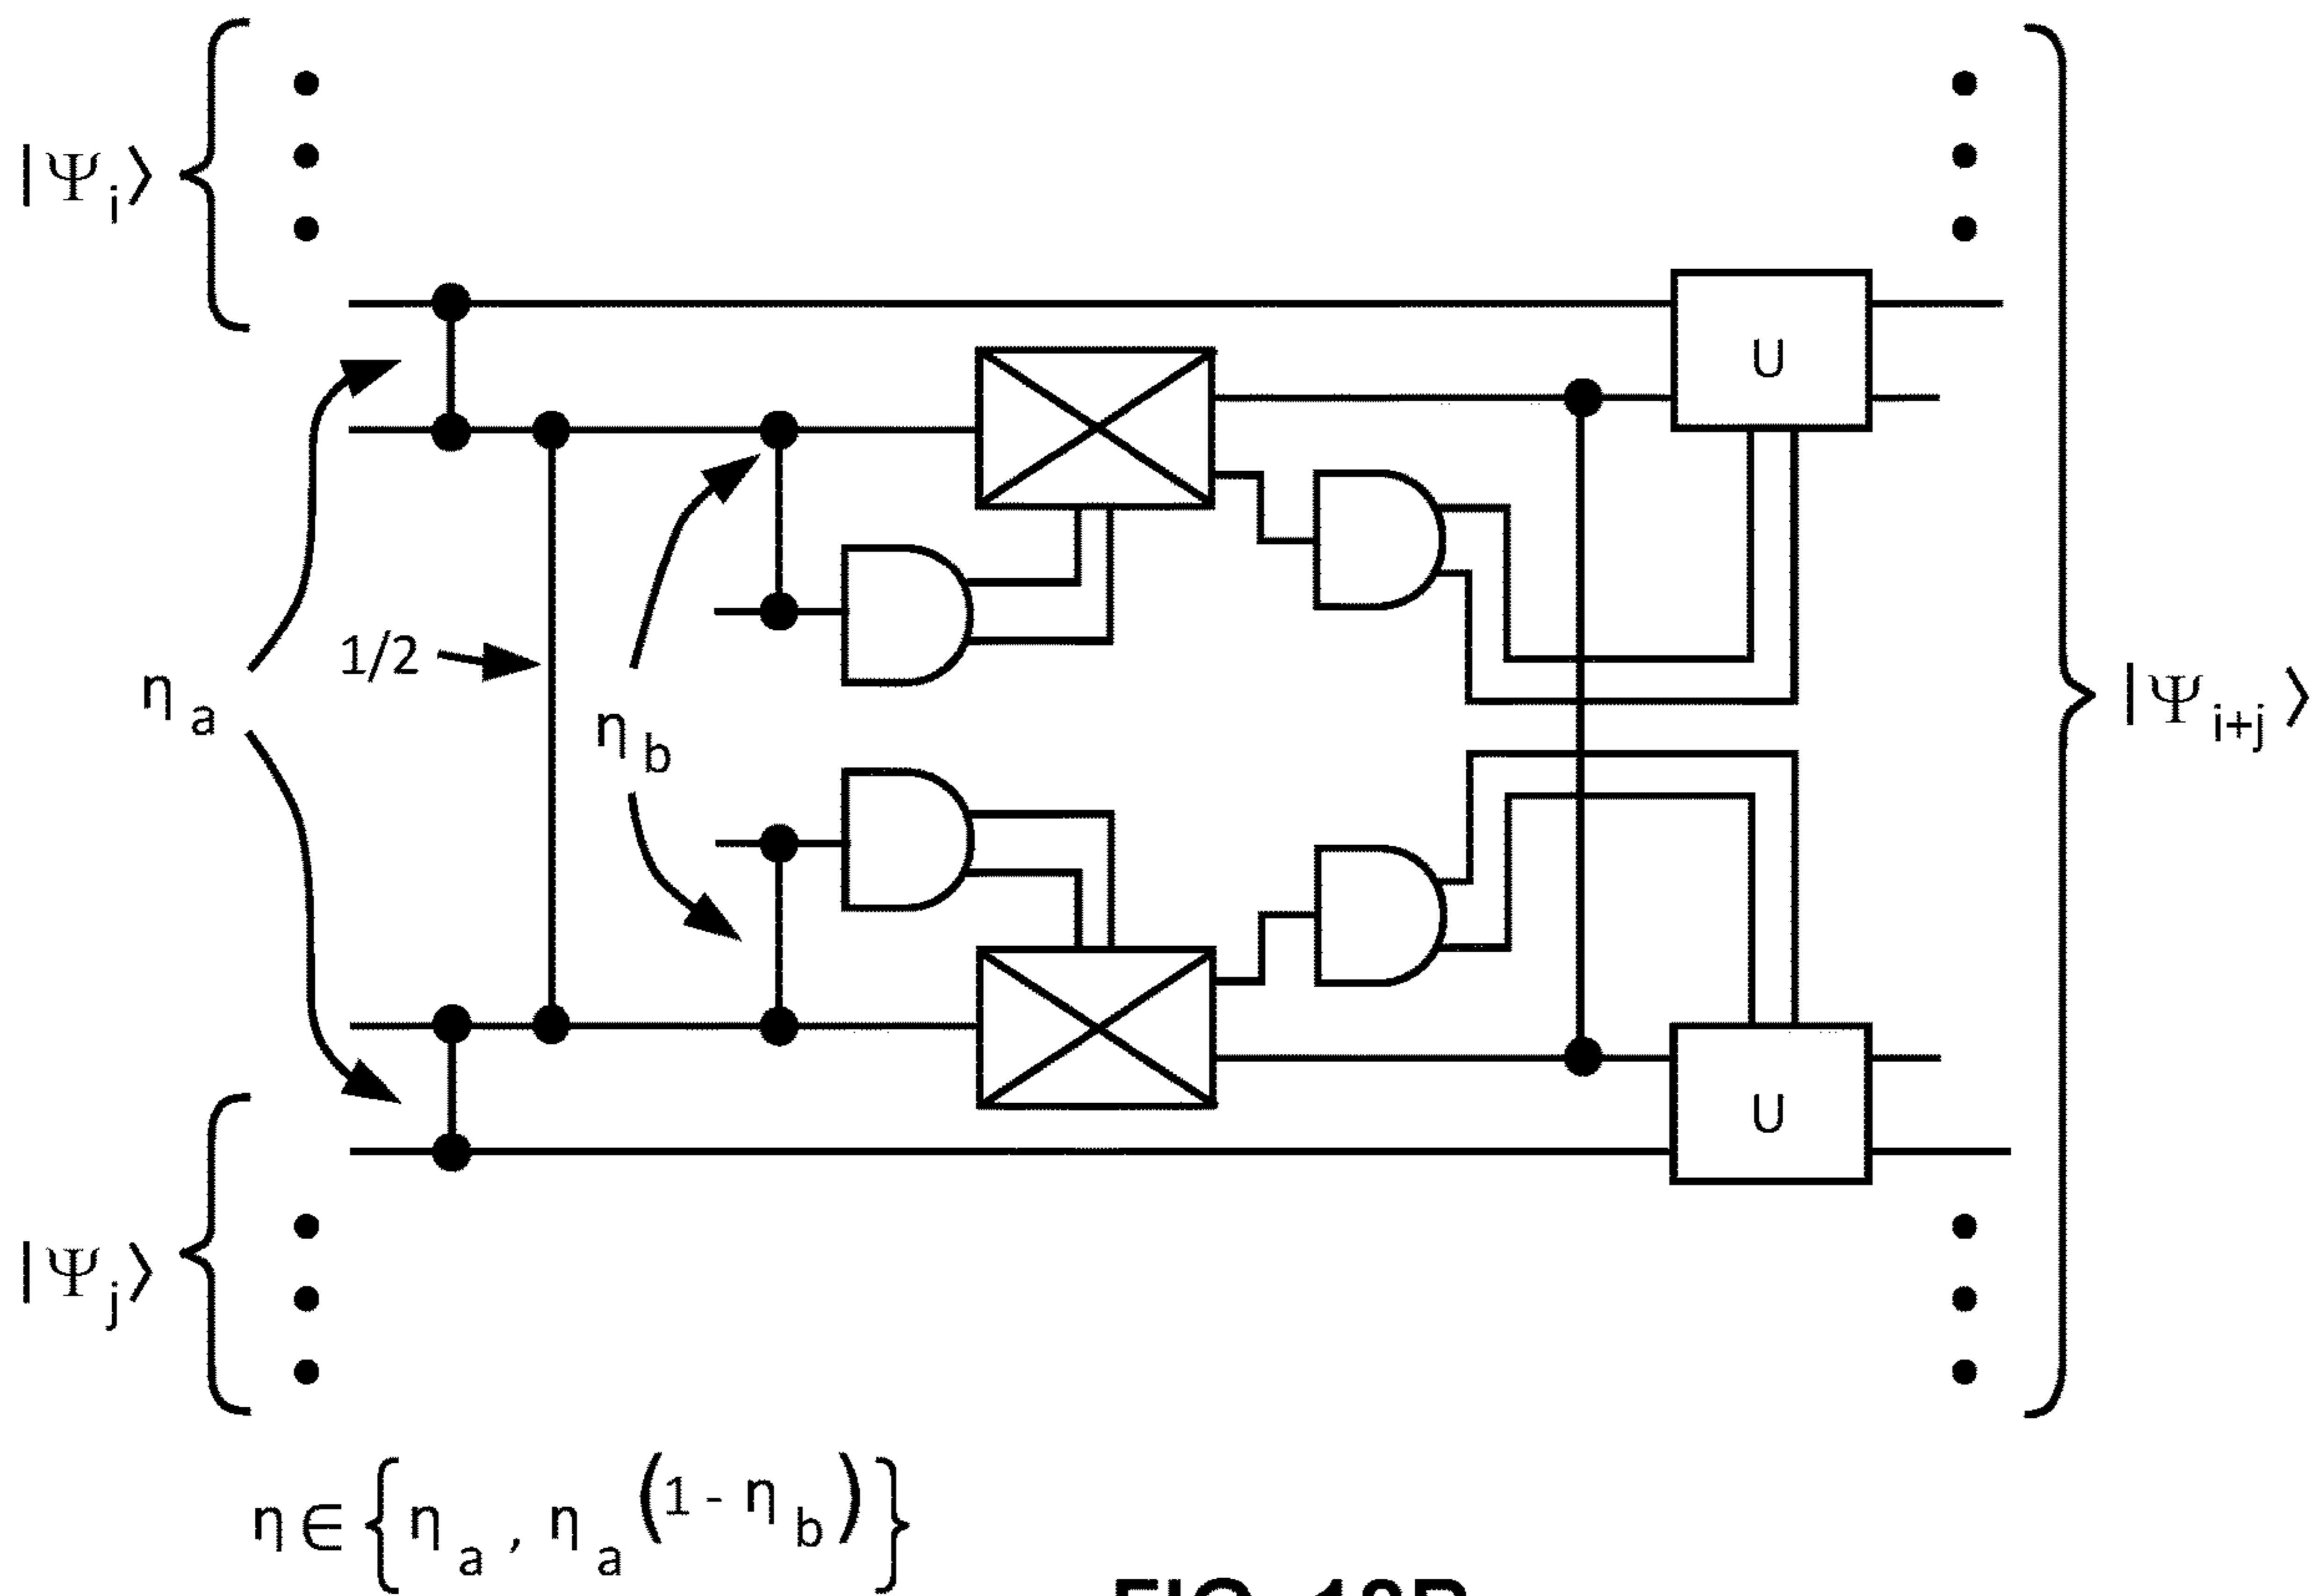 |Ψi⟩
U
1/2
ηa
ηb
|Ψi+j⟩
U
|Ψj⟩
η ∈ {ηa , ηa (1 - ηb)}